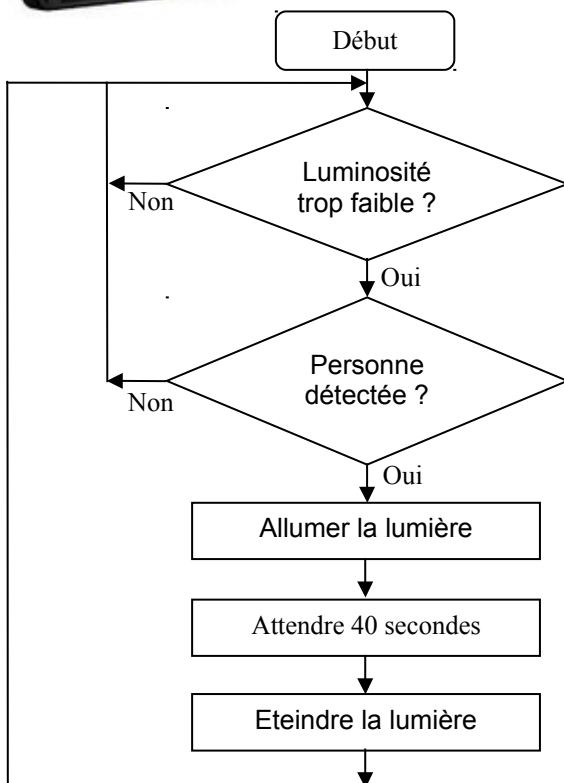 Début
Luminosité
trop faible ?
Non
Oui
Personne
détectée ?
Non
Oui
Allumer la lumière
Attendre 40 secondes
Eteindre la lumière